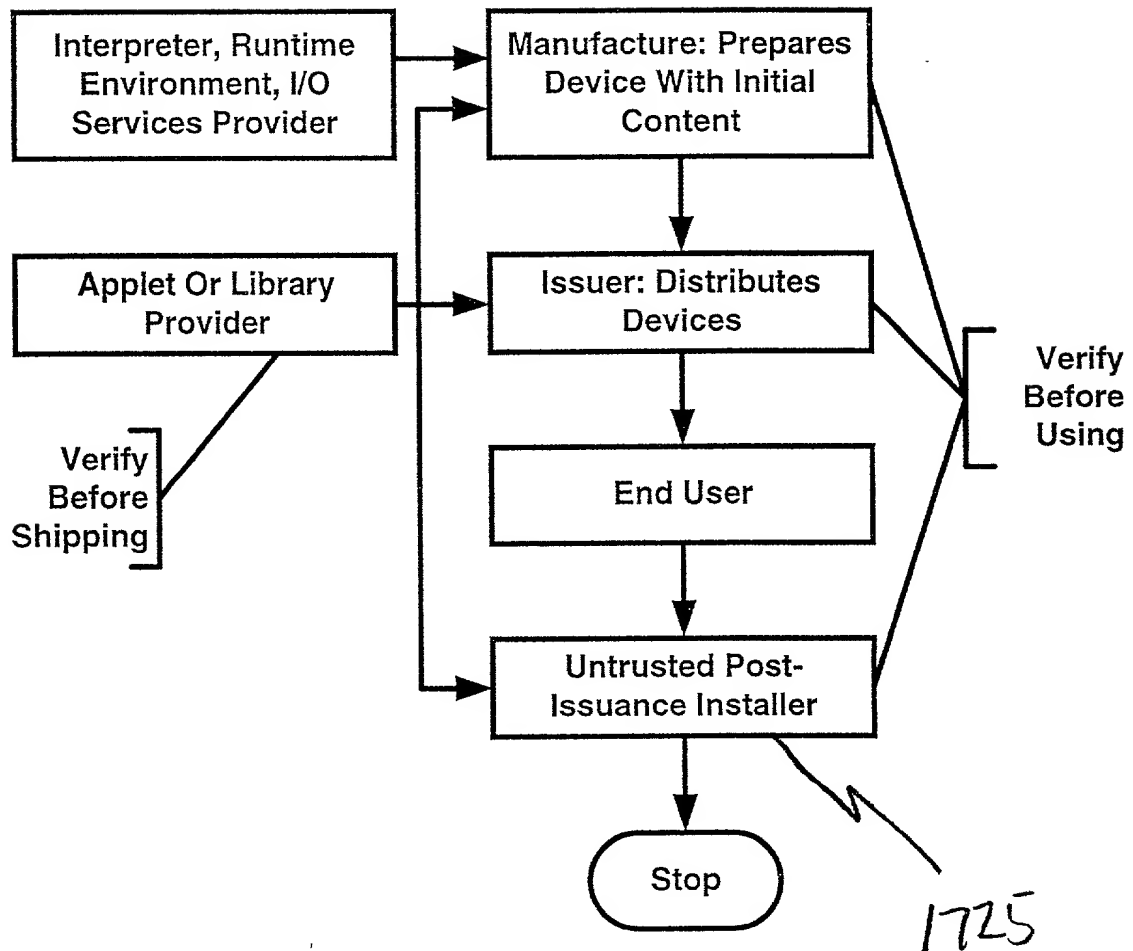 Interpreter, Runtime
Environment, I/O
Services Provider
Manufacture: Prepares
Device With Initial
Content
Applet Or Library
Provider
Issuer: Distributes
Devices
Verify
Before
Using
Verify
Before
Shipping
End User
Untrusted Post-
Issuance Installer
Stop
1725